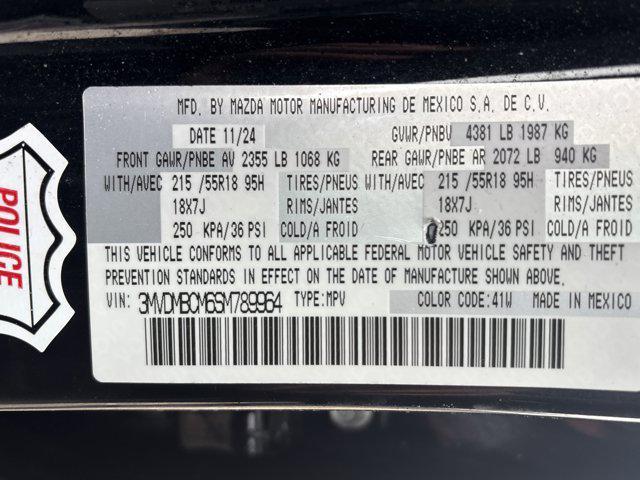 MFD. BY MAZDA MOTOR MANUFACTURING DE MEXICO S.A. DE C.V.
DATE 11/24 GVWR/PNBV 4381 LB 1987 KG
FRONT GAWR/PNBE AV 2355 LB 1068 KG REAR GAWR/PNBE AR 2072 LB 940 KG
WITH/AVEC 215 /55R18 95H TIRES/PNEUS WITH/AVEC 215 /55R18 95H TIRES/PNEUS
18X7J RIMS/JANTES 18X7J RIMS/JANTES
250 KPA/36 PSI COLD/A FROID 250 KPA/36 PSI COLD/A FROID
THIS VEHICLE CONFORMS TO ALL APPLICABLE FEDERAL MOTOR VEHICLE SAFETY AND THEFT
PREVENTION STANDARDS IN EFFECT ON THE DATE OF MANUFACTURE SHOWN ABOVE.
VIN: 3MVDMBCM6SM789964 TYPE:MPV COLOR CODE:41W MADE IN MEXICO
POLICE